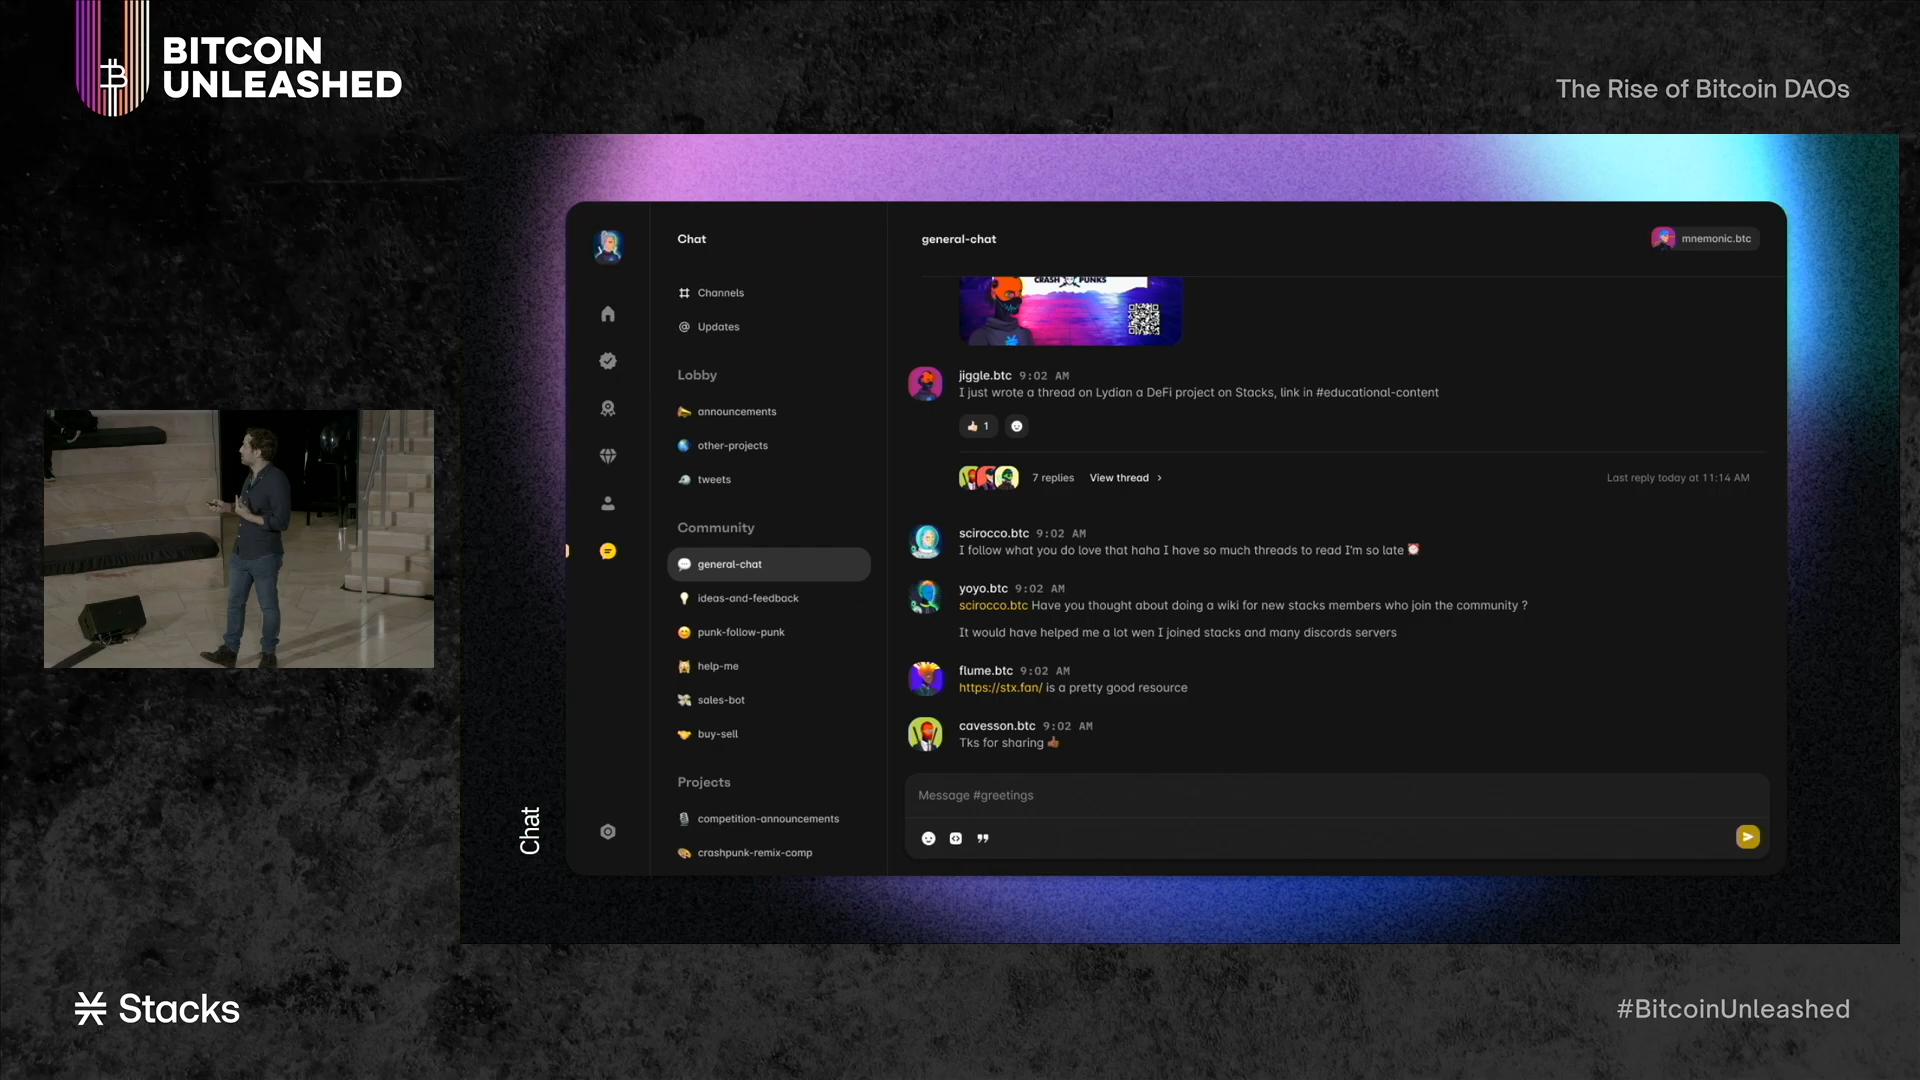 BITCOIN
UNLEASHED
The Rise of Bitcoin DAOs
Chat
Channels
@ Updates
Lobby
announcements
other-projects
tweets
Community
general-chat
ideas-and-feedback
punk-follow-punk
help-me
sales-bot
buy-sell
Projects
competition-announcements
crashpunk-remix-comp
general-chat
mnemonic.btc
CRASH PUNKS
jiggle.btc 9:02 AM
I just wrote a thread on Lydian a DeFi project on Stacks, link in #educational-content
👍🏻 1
7 replies View thread >
Last reply today at 11:14 AM
scirocco.btc 9:02 AM
I follow what you do love that haha I have so much threads to read I'm so late ⏰
yoyo.btc 9:02 AM
scirocco.btc Have you thought about doing a wiki for new stacks members who join the community ?
It would have helped me a lot wen I joined stacks and many discords servers
flume.btc 9:02 AM
https://stx.fan/ is a pretty good resource
cavesson.btc 9:02 AM
Tks for sharing 👍🏾
Message #greetings
Chat
Stacks
#BitcoinUnleashed